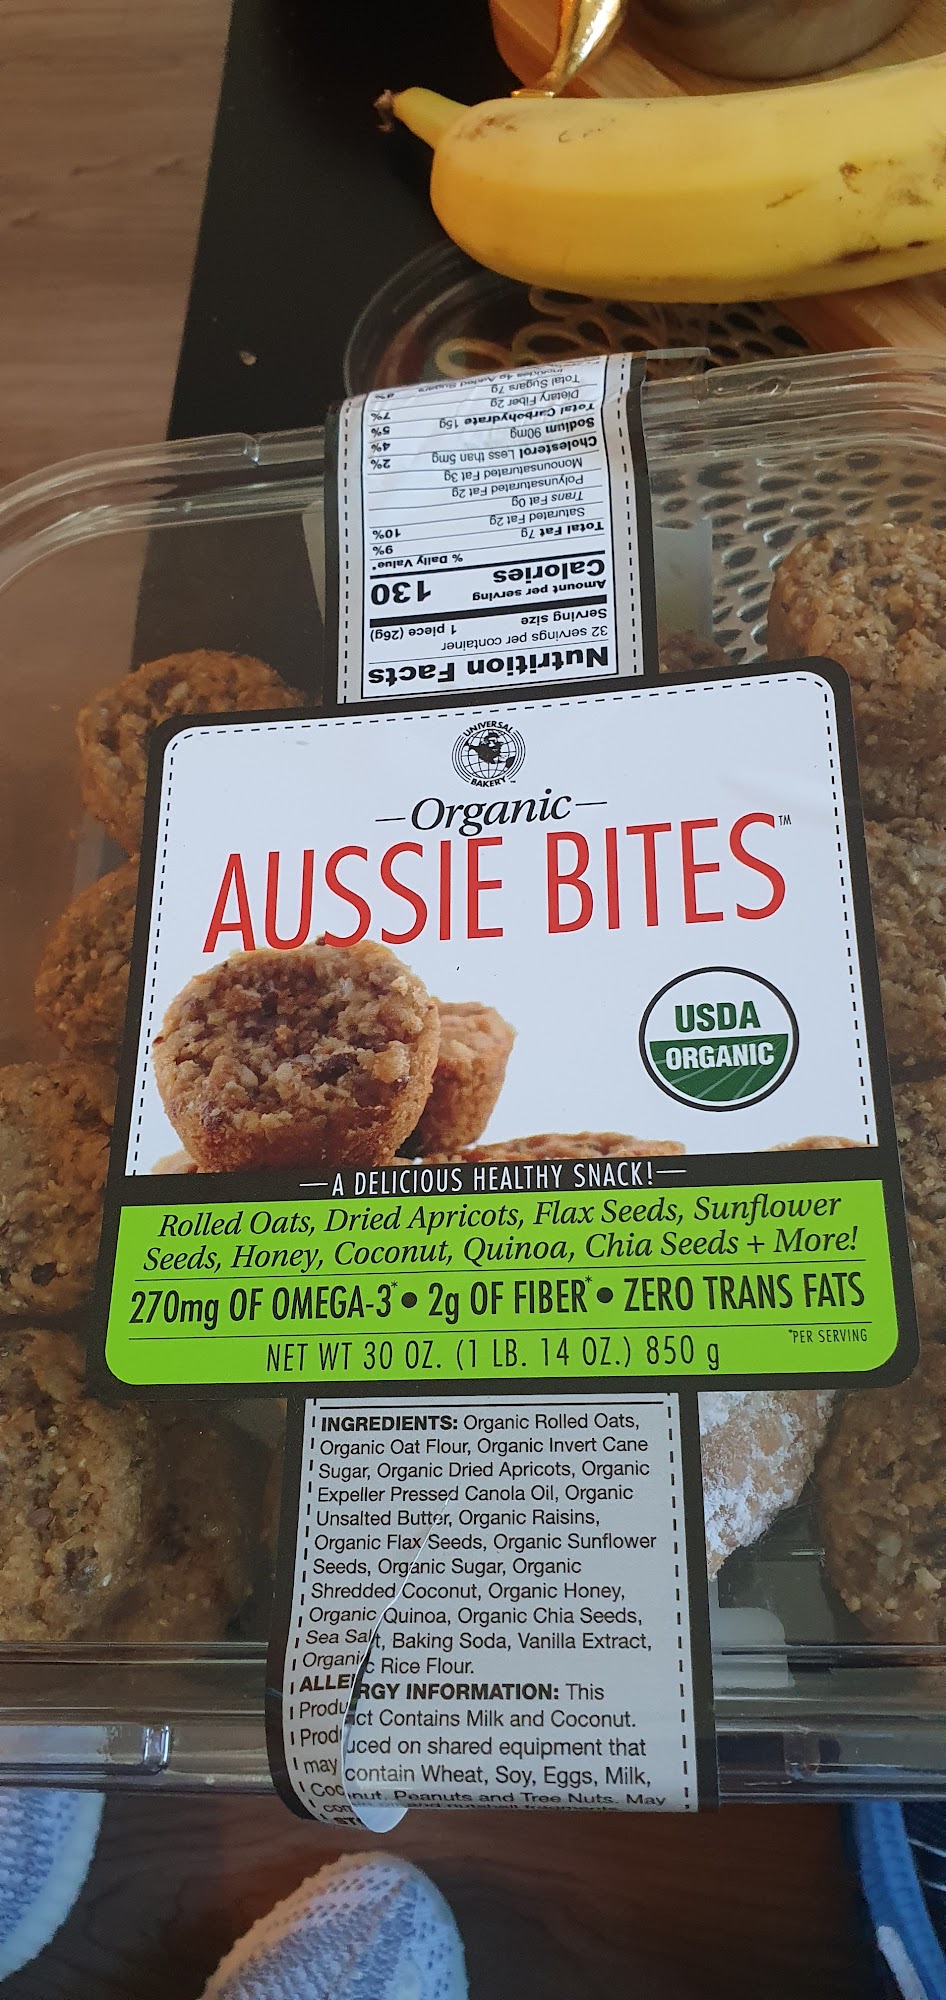 Includes 4g Added Sugars
Total Sugars 7g
Dietary Fiber 2g 7%
Total Carbohydrate 15g 5%
Sodium 90mg 4%
Cholesterol Less than 5mg 2%
Monounsaturated Fat 3g
Polyunsaturated Fat 2g
Trans Fat 0g
Saturated Fat 2g 10%
Total Fat 7g 9%
% Daily Value*
Calories 130
Amount per serving
Serving size 1 piece (26g)
32 servings per container
Nutrition Facts
UNIVERSAL
BAKERY™
—Organic—
AUSSIE BITES™
USDA
ORGANIC
—A DELICIOUS HEALTHY SNACK!—
Rolled Oats, Dried Apricots, Flax Seeds, Sunflower
Seeds, Honey, Coconut, Quinoa, Chia Seeds + More!
270mg OF OMEGA-3* • 2g OF FIBER* • ZERO TRANS FATS
NET WT 30 OZ. (1 LB. 14 OZ.) 850 g
*PER SERVING
INGREDIENTS: Organic Rolled Oats,
Organic Oat Flour, Organic Invert Cane
Sugar, Organic Dried Apricots, Organic
Expeller Pressed Canola Oil, Organic
Unsalted Butter, Organic Raisins,
Organic Flax Seeds, Organic Sunflower
Seeds, Organic Sugar, Organic
Shredded Coconut, Organic Honey,
Organic Quinoa, Organic Chia Seeds,
Sea Salt, Baking Soda, Vanilla Extract,
Organic Rice Flour.
ALLERGY INFORMATION: This
Product Contains Milk and Coconut.
Produced on shared equipment that
may contain Wheat, Soy, Eggs, Milk,
Coconut, Peanuts and Tree Nuts. May
and nutshell fragments